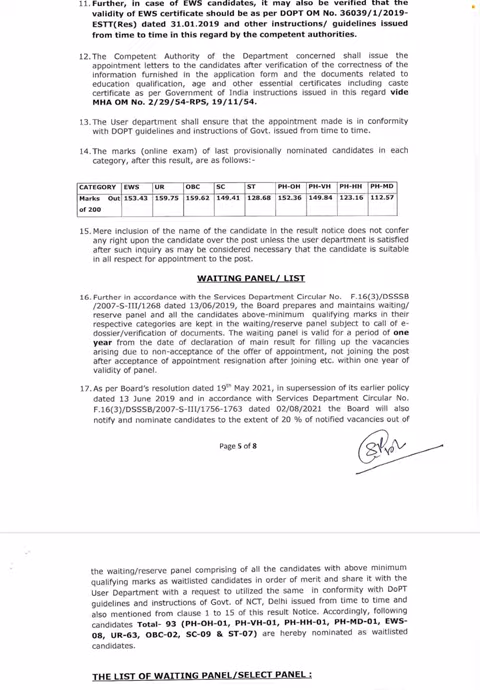 11. Further, in case of EWS candidates, it may also be verified that the
validity of EWS certificate should be as per DOPT OM No. 36039/1/2019-
ESTT(Res) dated 31.01.2019 and other instructions/ guidelines issued
from time to time in this regard by the competent authorities.
12. The Competent Authority of the Department concerned shall issue the
appointment letters to the candidates after verification of the correctness of the
information furnished in the application form and the documents related to
education qualification, age and other essential certificates including caste
certificate as per Government of India instructions issued in this regard vide
MHA OM No. 2/29/54-RPS, 19/11/54.
13. The User department shall ensure that the appointment made is in conformity
with DOPT guidelines and instructions of Govt. issued from time to time.
14. The marks (online exam) of last provisionally nominated candidates in each
category, after this result, are as follows:-
CATEGORY EWS UR OBC SC ST PH-OH PH-VH PH-HH PH-MD
Marks Out 153.43 159.75 159.62 149.41 128.68 152.36 149.84 123.16 112.57
of 200
15. Mere inclusion of the name of the candidate in the result notice does not confer
any right upon the candidate over the post unless the user department is satisfied
after such inquiry as may be considered necessary that the candidate is suitable
in all respect for appointment to the post.
WAITING PANEL/ LIST
16. Further in accordance with the Services Department Circular No. F.16(3)/DSSSB
/2007-S-III/1268 dated 13/06/2019, the Board prepares and maintains waiting/
reserve panel and all the candidates above-minimum qualifying marks in their
respective categories are kept in the waiting/reserve panel subject to call of e-
dossier/verification of documents. The waiting panel is valid for a period of one
year from the date of declaration of main result for filling up the vacancies
arising due to non-acceptance of the offer of appointment, not joining the post
after acceptance of appointment resignation after joining etc. within one year of
validity of panel.
17. As per Board's resolution dated 19th May 2021, in supersession of its earlier policy
dated 13 June 2019 and in accordance with Services Department Circular No.
F.16(3)/DSSSB/2007-S-III/1756-1763 dated 02/08/2021 the Board will also
notify and nominate candidates to the extent of 20 % of notified vacancies out of
Page 5 of 8
the waiting/reserve panel comprising of all the candidates with above minimum
qualifying marks as waitlisted candidates in order of merit and share it with the
User Department with a request to utilized the same in conformity with DoPT
guidelines and instructions of Govt. of NCT, Delhi issued from time to time and
also mentioned from clause 1 to 15 of this result Notice. Accordingly, following
candidates Total- 93 (PH-OH-01, PH-VH-01, PH-HH-01, PH-MD-01, EWS-
08, UR-63, OBC-02, SC-09 & ST-07) are hereby nominated as waitlisted
candidates.
THE LIST OF WAITING PANEL/SELECT PANEL :